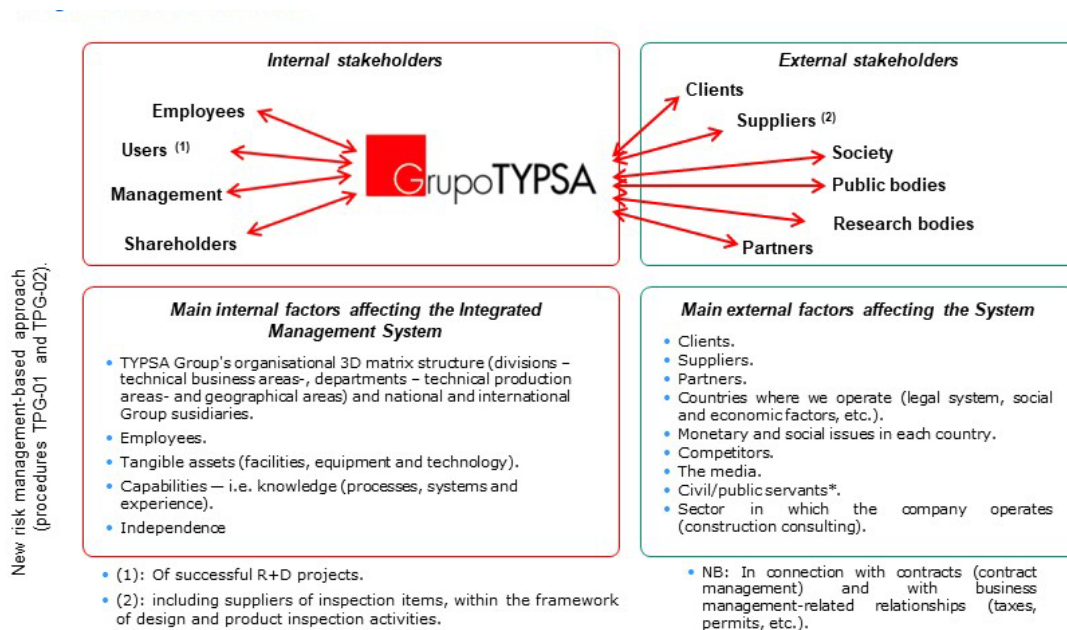 Internal stakeholders
Employees
Users (1)
Management
Shareholders
GrupoTYPSA
External stakeholders
Clients
Suppliers (2)
Society
Public bodies
Research bodies
Partners
New risk management-based approach
(procedures TPG-01 and TPG-02).
Main internal factors affecting the Integrated
Management System
• TYPSA Group's organisational 3D matrix structure (divisions –
technical business areas-, departments – technical production
areas- and geographical areas) and national and international
Group susidiaries.
• Employees.
• Tangible assets (facilities, equipment and technology).
• Capabilities — i.e. knowledge (processes, systems and
experience).
• Independence
Main external factors affecting the System
• Clients.
• Suppliers.
• Partners.
• Countries where we operate (legal system, social
and economic factors, etc.).
• Monetary and social issues in each country.
• Competitors.
• The media.
• Civil/public servants*.
• Sector in which the company operates
(construction consulting).
• (1): Of successful R+D projects.
• (2): including suppliers of inspection items, within the framework
of design and product inspection activities.
• NB: In connection with contracts (contract
management) and with business
management-related relationships (taxes,
permits, etc.).